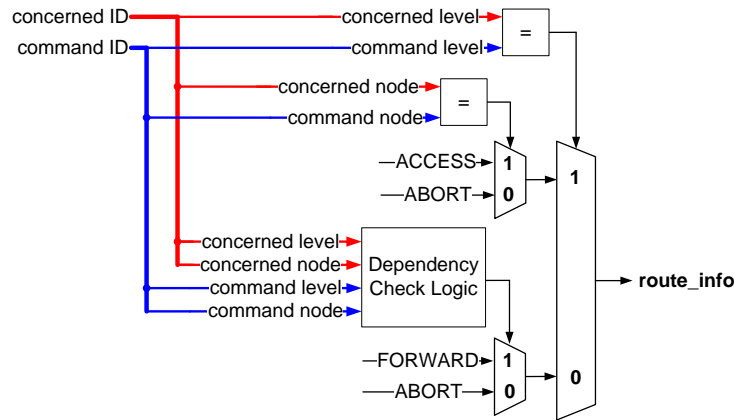 concerned ID
concerned level
command ID
command level
=
concerned node
=
command node
ACCESS
1
ABORT
0
1
concerned level
concerned node
command level
command node
Dependency
Check Logic
route_info
FORWARD
1
ABORT
0
0